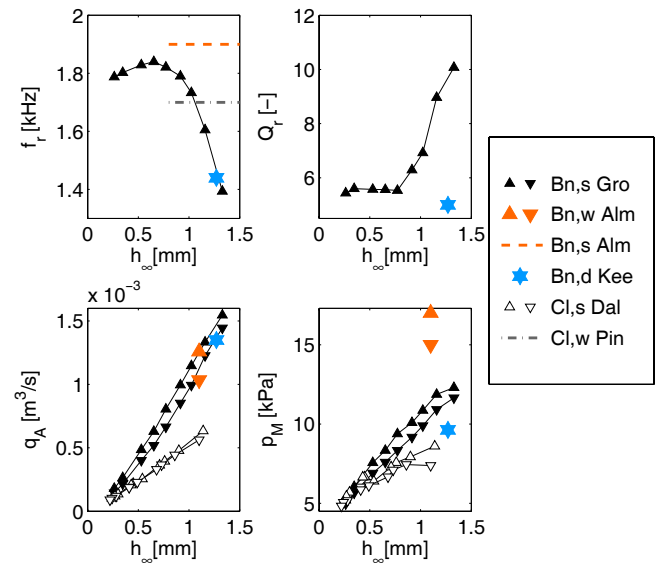 2
1.8
1.6
1.4
f_r [kHz]
0 0.5 1 1.5
h_∞[mm]
12
10
8
6
Q_r [–]
0 0.5 1 1.5
h_∞[mm]
Bn,s Gro
Bn,w Alm
Bn,s Alm
Bn,d Kee
Cl,s Dal
Cl,w Pin
x 10^-3
1.5
1
0.5
0
q_A [m^3/s]
0 0.5 1 1.5
h_∞[mm]
15
10
5
p_M [kPa]
0 0.5 1 1.5
h_∞[mm]